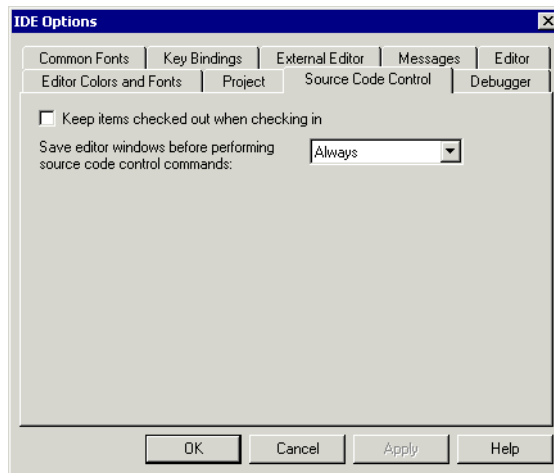 IDE Options
Common Fonts Key Bindings External Editor Messages Editor
Editor Colors and Fonts Project Source Code Control Debugger
Keep items checked out when checking in
Save editor windows before performing
source code control commands:
Always
OK Cancel Apply Help